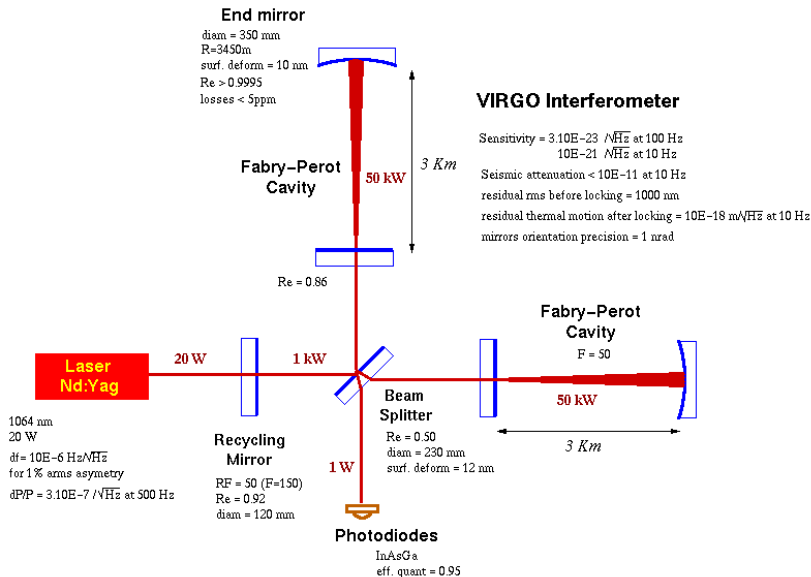 End mirror
diam = 350 mm
R=3450m
surf. deform = 10 nm
Re > 0.9995
losses < 5ppm
VIRGO Interferometer
Sensitivity = 3.10E−23 /√Hz at 100 Hz
10E−21 /√Hz at 10 Hz
Seismic attenuation < 10E−11 at 10 Hz
residual rms before locking = 1000 nm
residual thermal motion after locking = 10E−18 m/√Hz at 10 Hz
mirrors orientation precision = 1 nrad
Fabry−Perot
Cavity
50 kW
3 Km
Re = 0.86
Fabry−Perot
Cavity
F = 50
50 kW
3 Km
Laser
Nd:Yag
20 W
1 kW
1064 nm
20 W
df= 10E−6 Hz/√Hz
for 1% arms asymetry
dP/P = 3.10E−7 /√Hz at 500 Hz
Recycling
Mirror
RF = 50 (F=150)
Re = 0.92
diam = 120 mm
Beam
Splitter
Re = 0.50
diam = 230 mm
surf. deform = 12 nm
1 W
Photodiodes
InAsGa
eff. quant = 0.95